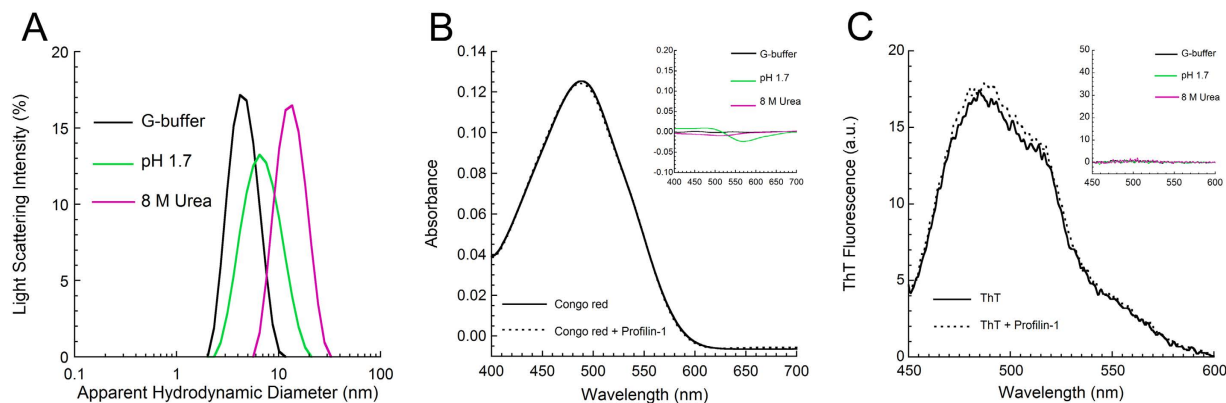 A
Light Scattering Intensity (%)
20
15
10
5
0
G-buffer
pH 1.7
8 M Urea
0.1
1
10
100
Apparent Hydrodynamic Diameter (nm)
B
Absorbance
0.14
0.12
0.10
0.08
0.06
0.04
0.02
0.00
0.20
0.15
0.10
0.05
0.00
-0.05
-0.10
G-buffer
pH 1.7
8 M Urea
400 450 500 550 600 650 700
Congo red
Congo red + Profilin-1
400 450 500 550 600 650 700
Wavelength (nm)
C
ThT Fluorescence (a.u.)
20
15
10
5
0
50
40
30
20
10
0
G-buffer
pH 1.7
8 M Urea
450 500 550 600
ThT
ThT + Profilin-1
450 500 550 600
Wavelength (nm)